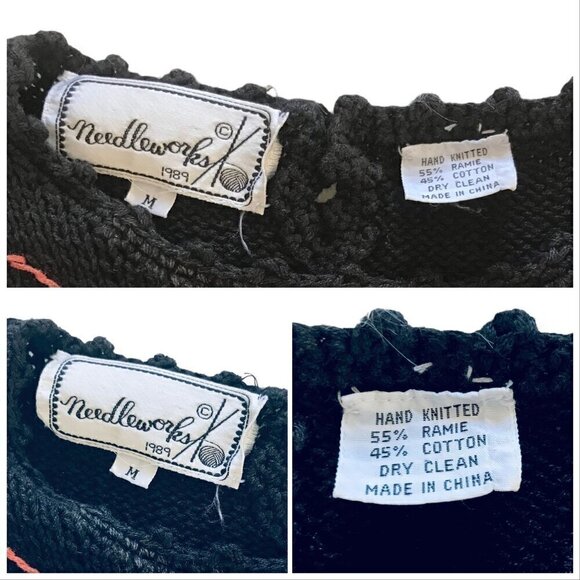 needleworks ©
1989
M
HAND KNITTED
55% RAMIE
45% COTTON
DRY CLEAN
MADE IN CHINA
needleworks ©
1989
M
HAND KNITTED
55% RAMIE
45% COTTON
DRY CLEAN
MADE IN CHINA